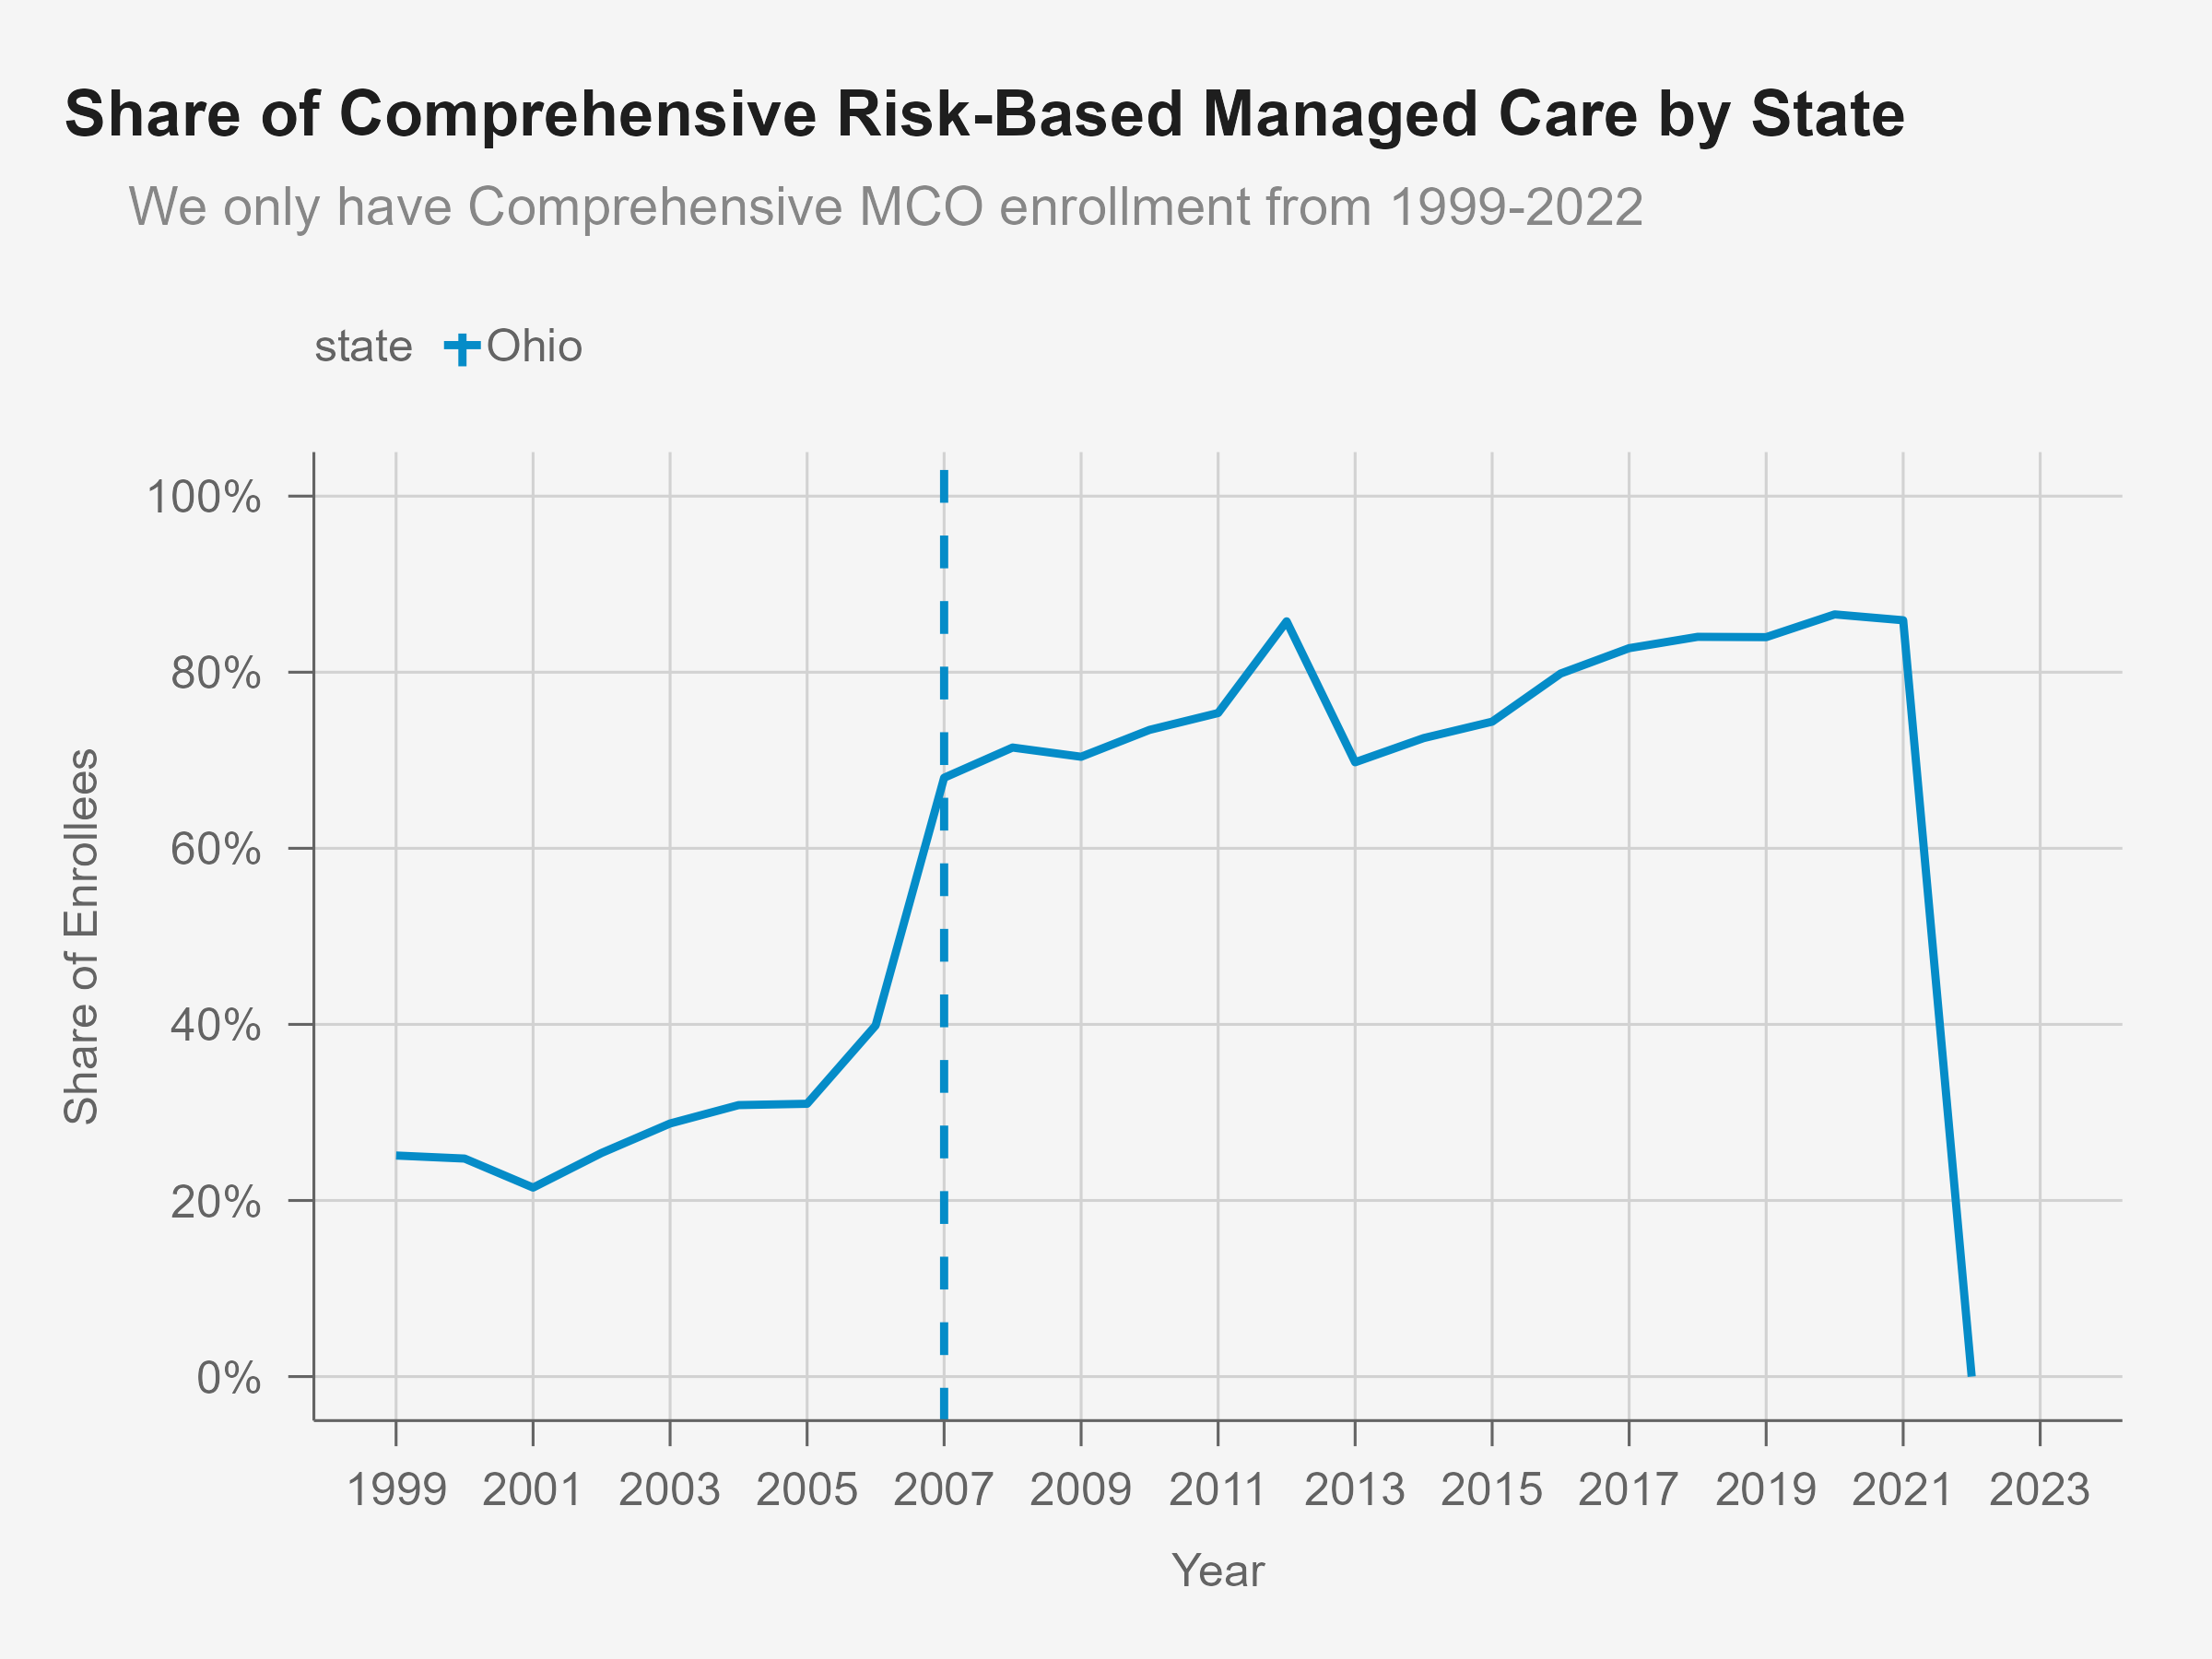 Share of Comprehensive Risk-Based Managed Care by State
We only have Comprehensive MCO enrollment from 1999-2022
state Ohio
100%
80%
60%
40%
20%
0%
Share of Enrollees
1999 2001 2003 2005 2007 2009 2011 2013 2015 2017 2019 2021 2023
Year